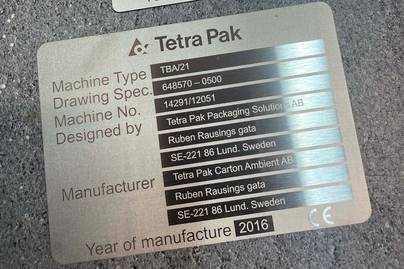 Tetra Pak
Machine Type TBA/21
Drawing Spec. 648570 – 0500
Machine No. 14291/12051
Designed by Tetra Pak Packaging Solutions AB
Ruben Rausings gata
SE-221 86 Lund. Sweden
Manufacturer Tetra Pak Carton Ambient AB
Ruben Rausings gata
SE-221 86 Lund. Sweden
Year of manufacture 2016 CE